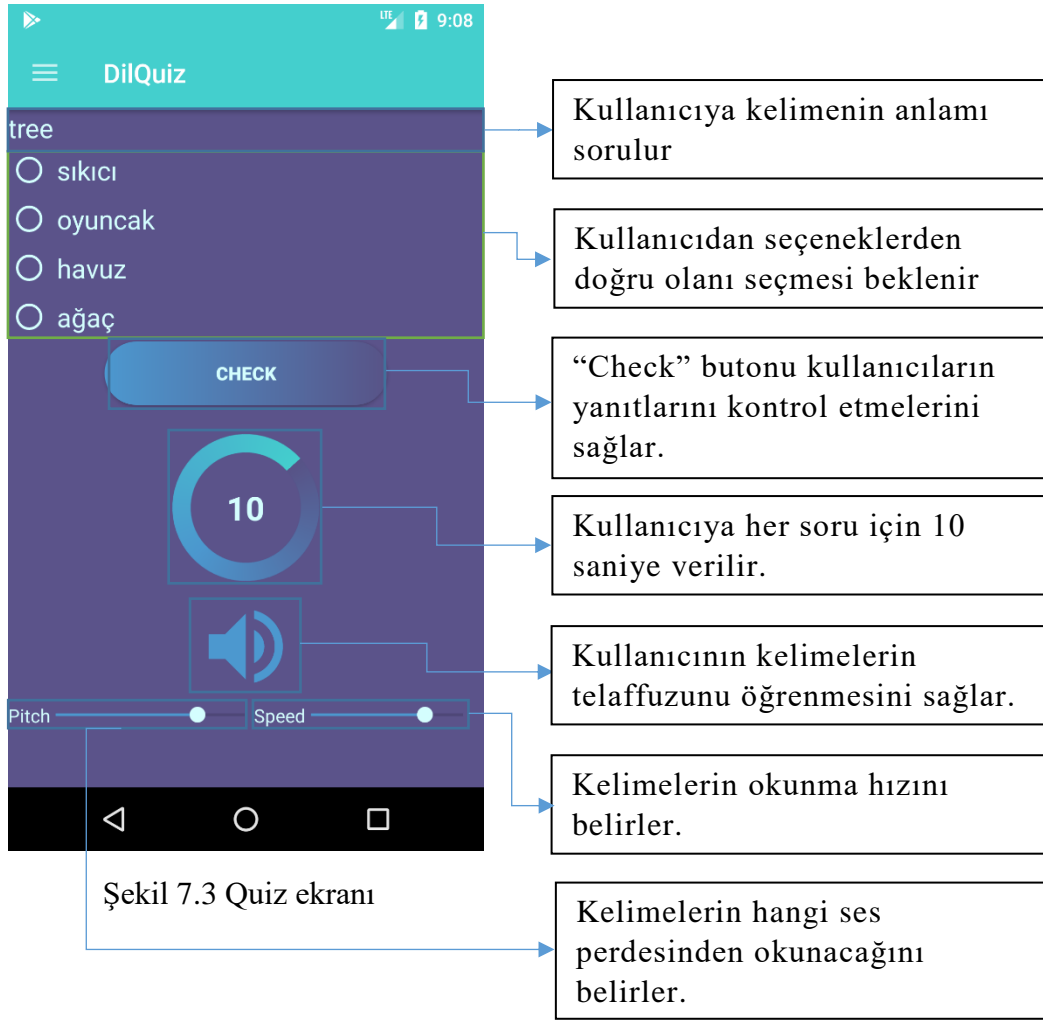 LTE 9:08
DilQuiz
tree
sıkıcı
oyuncak
havuz
ağaç
CHECK
10
Pitch
Speed
Kullanıcıya kelimenin anlamı
sorulur
Kullanıcıdan seçeneklerden
doğru olanı seçmesi beklenir
“Check” butonu kullanıcıların
yanıtlarını kontrol etmelerini
sağlar.
Kullanıcıya her soru için 10
saniye verilir.
Kullanıcının kelimelerin
telaffuzunu öğrenmesini sağlar.
Kelimelerin okunma hızını
belirler.
Kelimelerin hangi ses
perdesinden okunacağını
belirler.
Şekil 7.3 Quiz ekranı